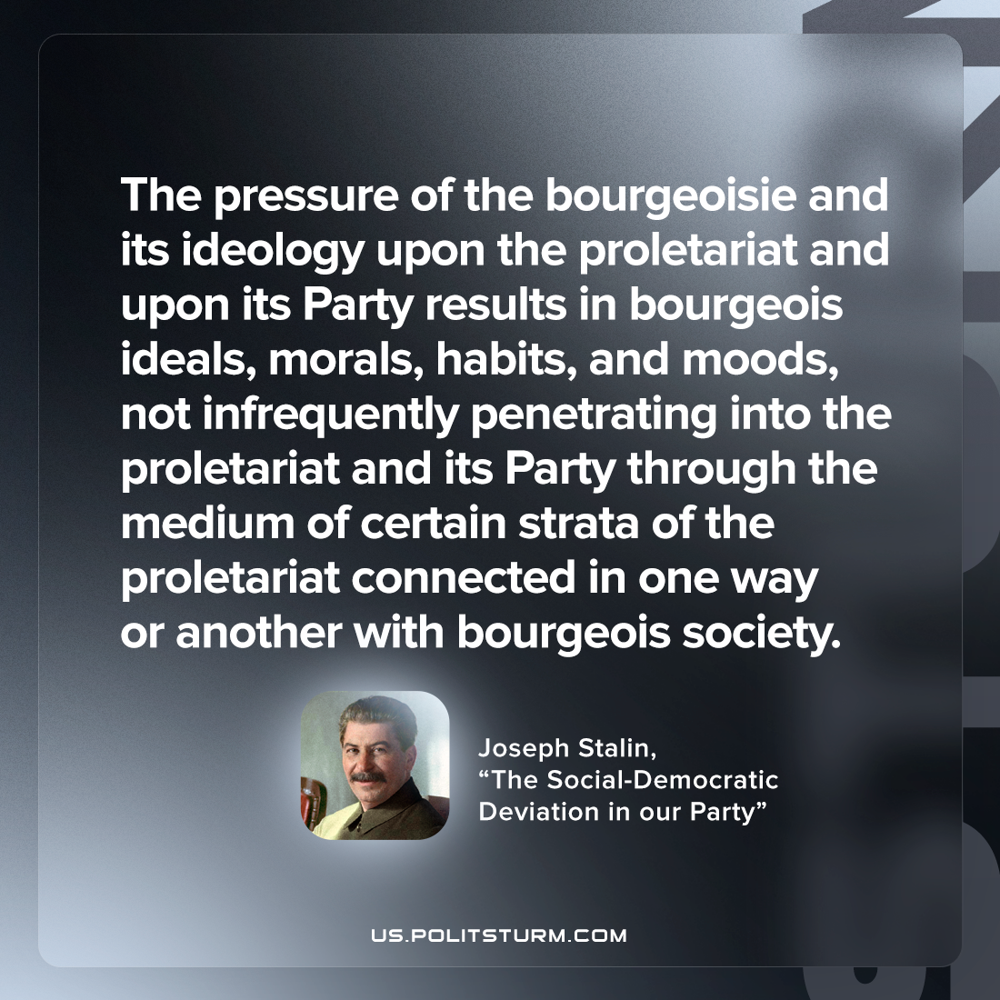 The pressure of the bourgeoisie and
its ideology upon the proletariat and
upon its Party results in bourgeois
ideals, morals, habits, and moods,
not infrequently penetrating into the
proletariat and its Party through the
medium of certain strata of the
proletariat connected in one way
or another with bourgeois society.
Joseph Stalin,
“The Social-Democratic
Deviation in our Party”
US.POLITSTURM.COM